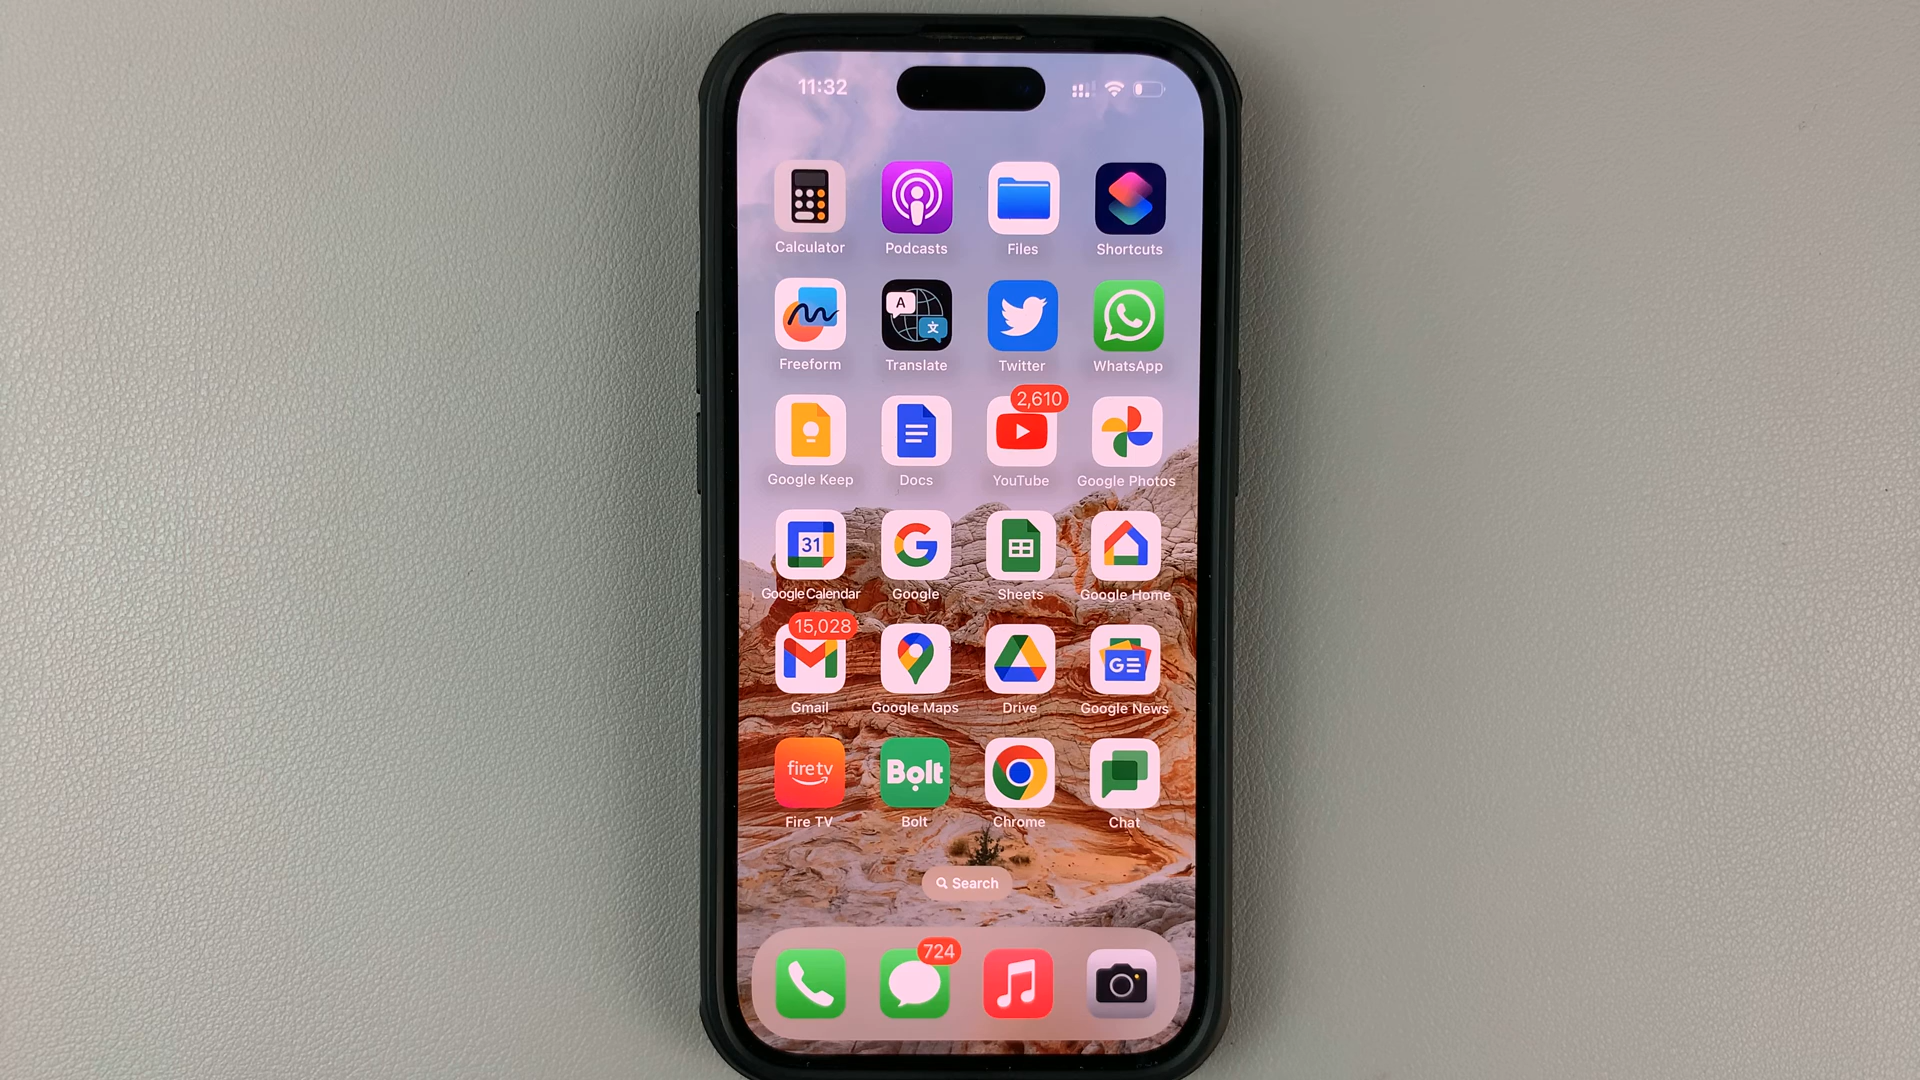 11:32
Calculator Podcasts Files Shortcuts
A 文
Freeform Translate Twitter WhatsApp
2,610
Google Keep Docs YouTube Google Photos
31 G
Google Calendar Google Sheets Google Home
15,028
GE
Gmail Google Maps Drive Google News
fire tv Bolt
Fire TV Bolt Chrome Chat
Search
724